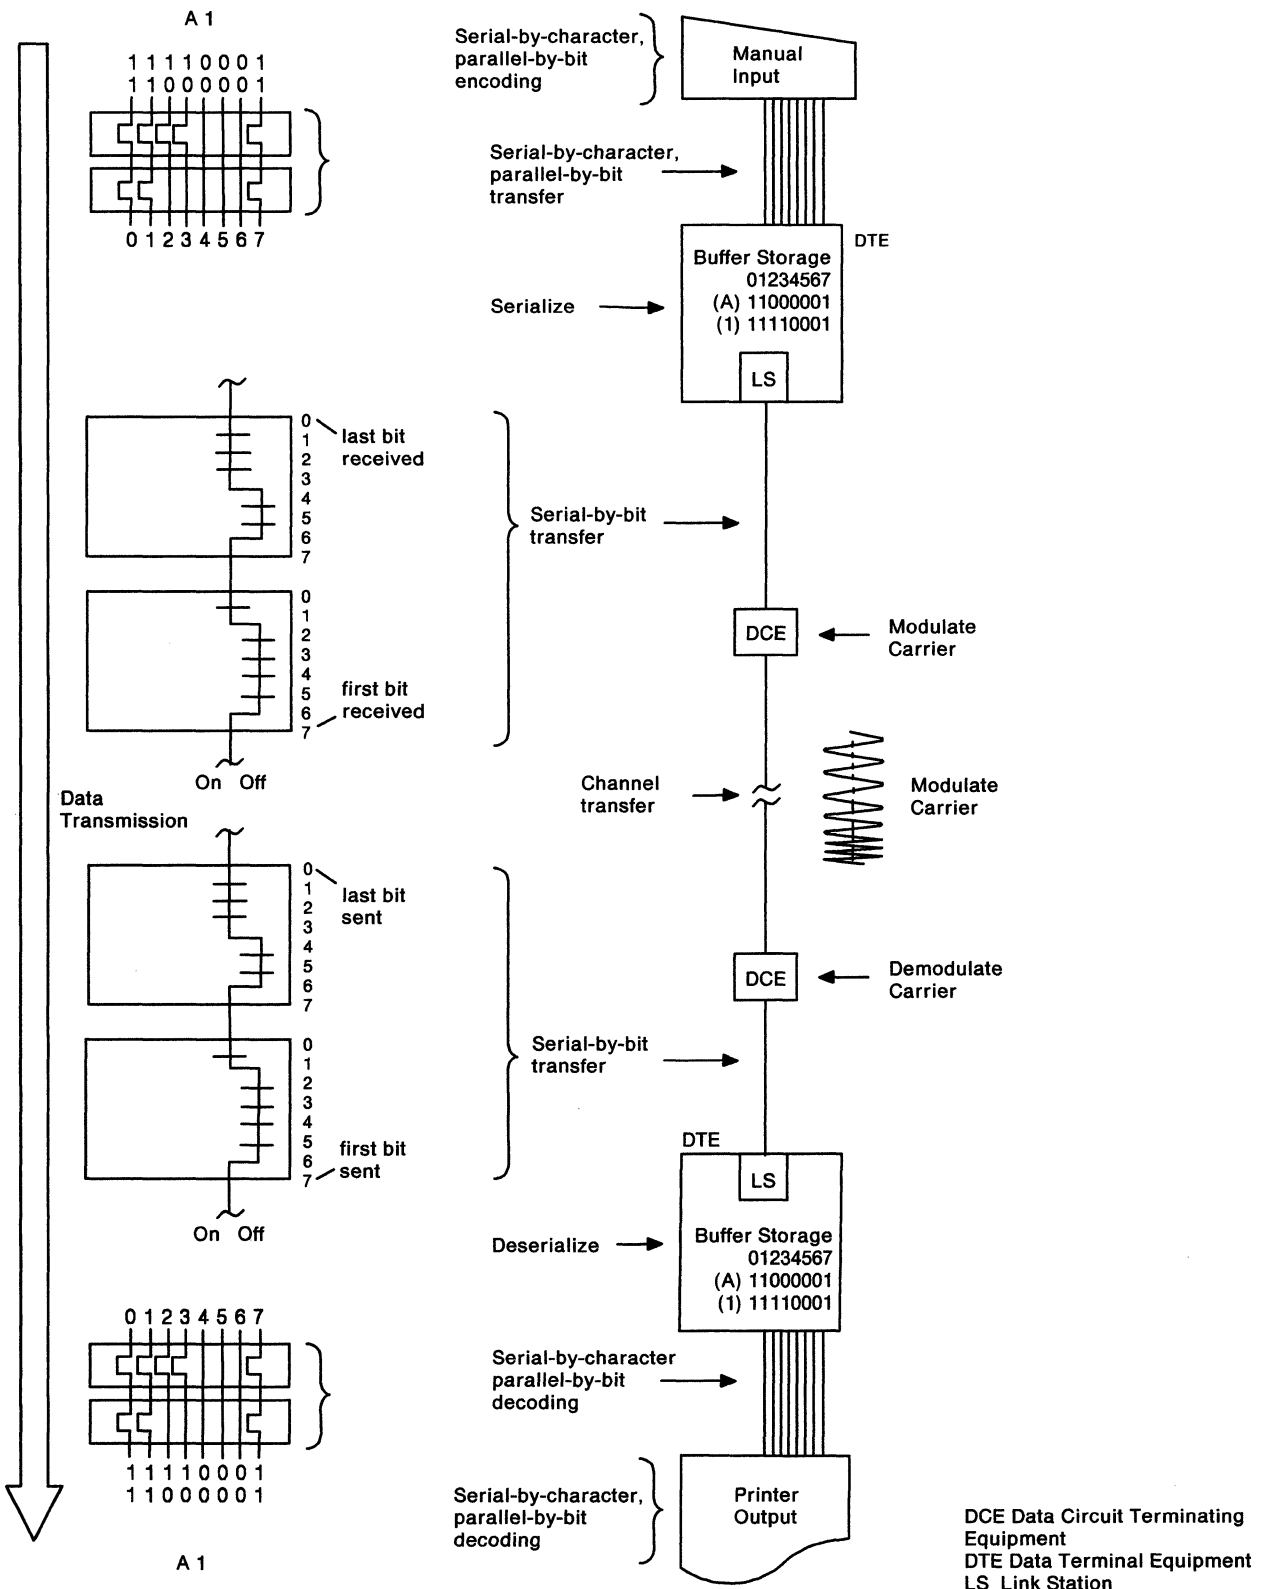 A 1
1 1 1 1 0 0 0 1
1 1 0 0 0 0 0 1
0 1 2 3 4 5 6 7
Serial-by-character,
parallel-by-bit
encoding
Manual
Input
Serial-by-character,
parallel-by-bit
transfer
DTE
Buffer Storage
01234567
(A) 11000001
(1) 11110001
LS
Serialize
0
1
2
3
4
5
6
7
last bit
received
0
1
2
3
4
5
6
7
first bit
received
On Off
Serial-by-bit
transfer
DCE
Modulate
Carrier
Channel
transfer
Modulate
Carrier
Data
Transmission
0
1
2
3
4
5
6
7
last bit
sent
0
1
2
3
4
5
6
7
first bit
sent
On Off
DCE
Demodulate
Carrier
Serial-by-bit
transfer
DTE
LS
Buffer Storage
01234567
(A) 11000001
(1) 11110001
Deserialize
0 1 2 3 4 5 6 7
1 1 1 1 0 0 0 1
1 1 0 0 0 0 0 1
A 1
Serial-by-character
parallel-by-bit
decoding
Serial-by-character,
parallel-by-bit
decoding
Printer
Output
DCE Data Circuit Terminating
Equipment
DTE Data Terminal Equipment
LS Link Station